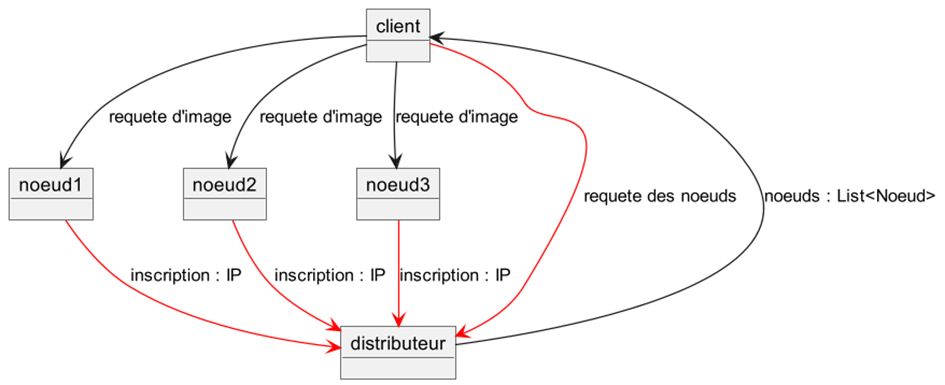 client
requete d'image
requete d'image
requete d'image
noeud1
noeud2
noeud3
requete des noeuds
noeuds : List<Noeud>
inscription : IP
inscription : IP
inscription : IP
distributeur